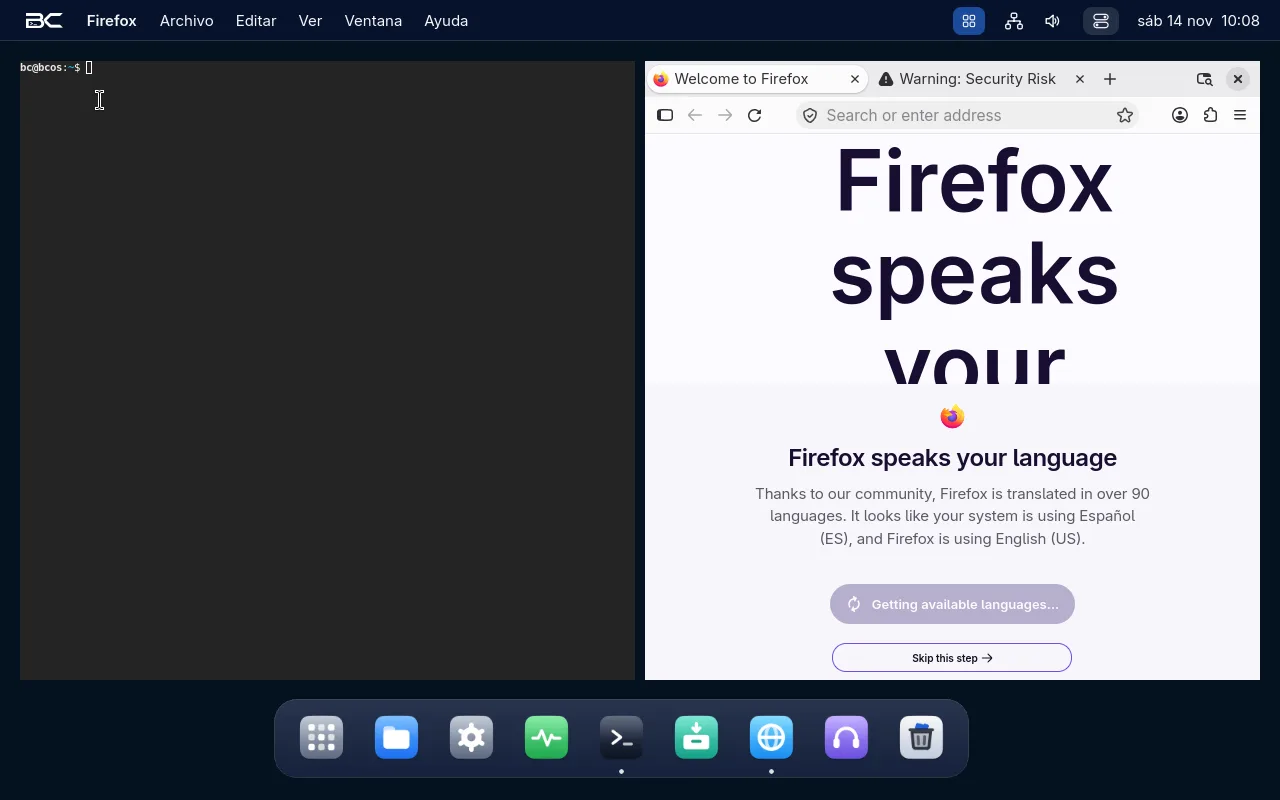 BC Firefox Archivo Editar Ver Ventana Ayuda sáb 14 nov 10:08
bc@bcos:~$
Welcome to Firefox Warning: Security Risk
Search or enter address
Firefox
speaks
your
Firefox speaks your language
Thanks to our community, Firefox is translated in over 90
languages. It looks like your system is using Español
(ES), and Firefox is using English (US).
Getting available languages...
Skip this step